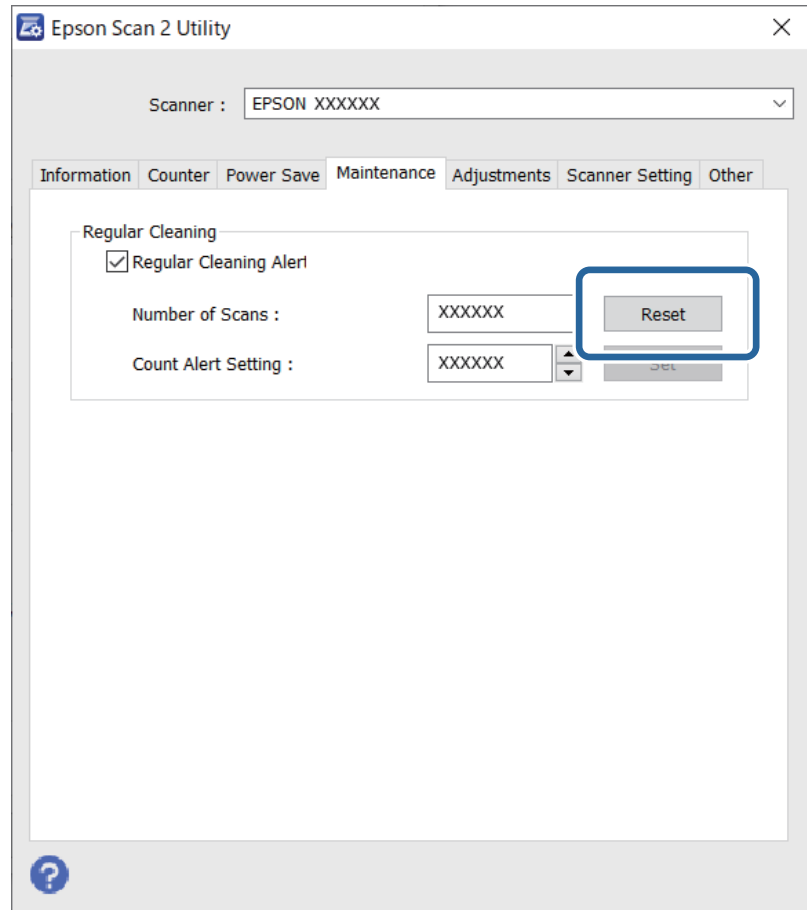 Epson Scan 2 Utility
Scanner : EPSON XXXXXX
Information Counter Power Save Maintenance Adjustments Scanner Setting Other
Regular Cleaning
Regular Cleaning Alert
Number of Scans : XXXXXX Reset
Count Alert Setting : XXXXXX Set
?